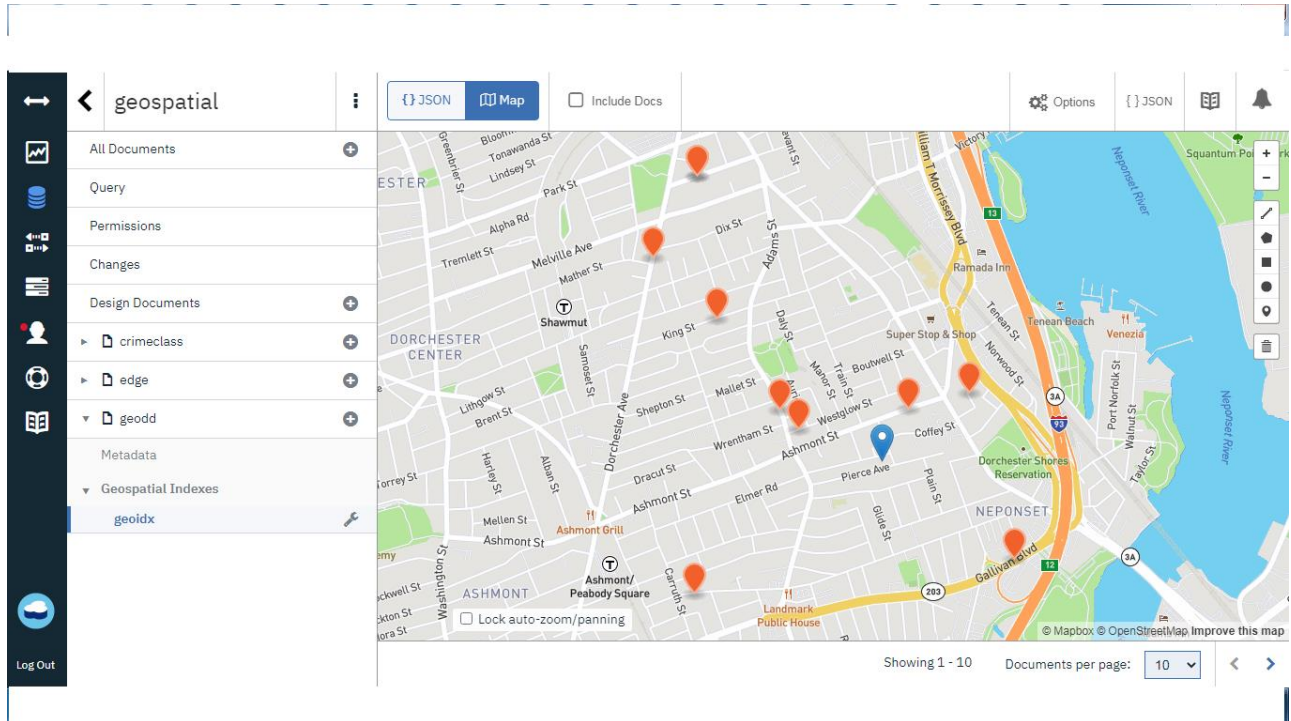 geospatial
{ } JSON
Map
Include Docs
Options
{ } JSON
All Documents
Query
Permissions
Changes
Design Documents
crimeclass
edge
geodd
Metadata
Geospatial Indexes
geoidx
Log Out
Greenbrier St
Tonawanda St
Lindsey St
Park St
Alpha Rd
Tremlett St
Melville Ave
Mather St
Dix St
Adams St
William T Morrissey Blvd
13
Neponset River
Squantum Po
+
−
Ramada Inn
T
Shawmut
King St
Daly St
Super Stop & Shop
Tenean St
Tenean Beach
Venezia
DORCHESTER
CENTER
Samoset St
Norwood St
Boutwell St
Train St
Manor St
Mallet St
Westglow St
Lithgow St
Brent St
Shepton St
Dorchester Ave
Wrentham St
Ashmont St
Coffey St
3A
93
Port Norfolk St
Walnut St
Taylor St
Neponset River
Dorchester Shores
Reservation
Harley St
Alban St
Dracut St
Ashmont St
Elmer Rd
Pierce Ave
Plain St
Glide St
NEPONSET
Mellen St
Ashmont Grill
Ashmont St
Washington St
T
Ashmont/
Peabody Square
ASHMONT
Carruth St
Gallivan Blvd
12
3A
203
Landmark
Public House
Lock auto-zoom/panning
© Mapbox © OpenStreetMap Improve this map
Showing 1 - 10
Documents per page:
10